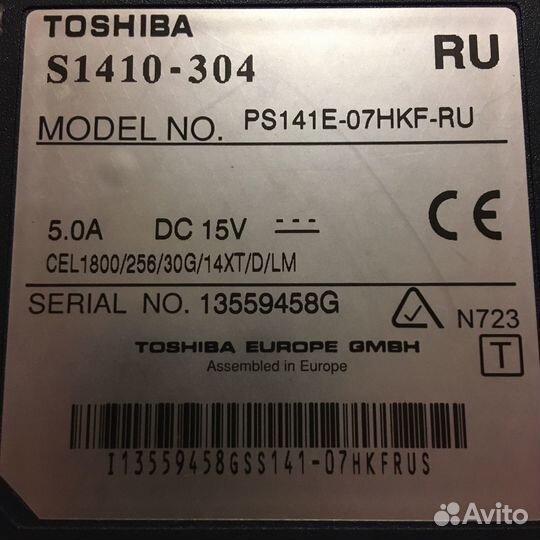 TOSHIBA
S1410-304
RU
MODEL NO. PS141E-07HKF-RU
5.0A DC 15V
CE
CEL1800/256/30G/14XT/D/LM
SERIAL NO. 13559458G
N723
TOSHIBA EUROPE GMBH
T
Assembled in Europe
I13559458GSS141-07HKFRUS
Avito